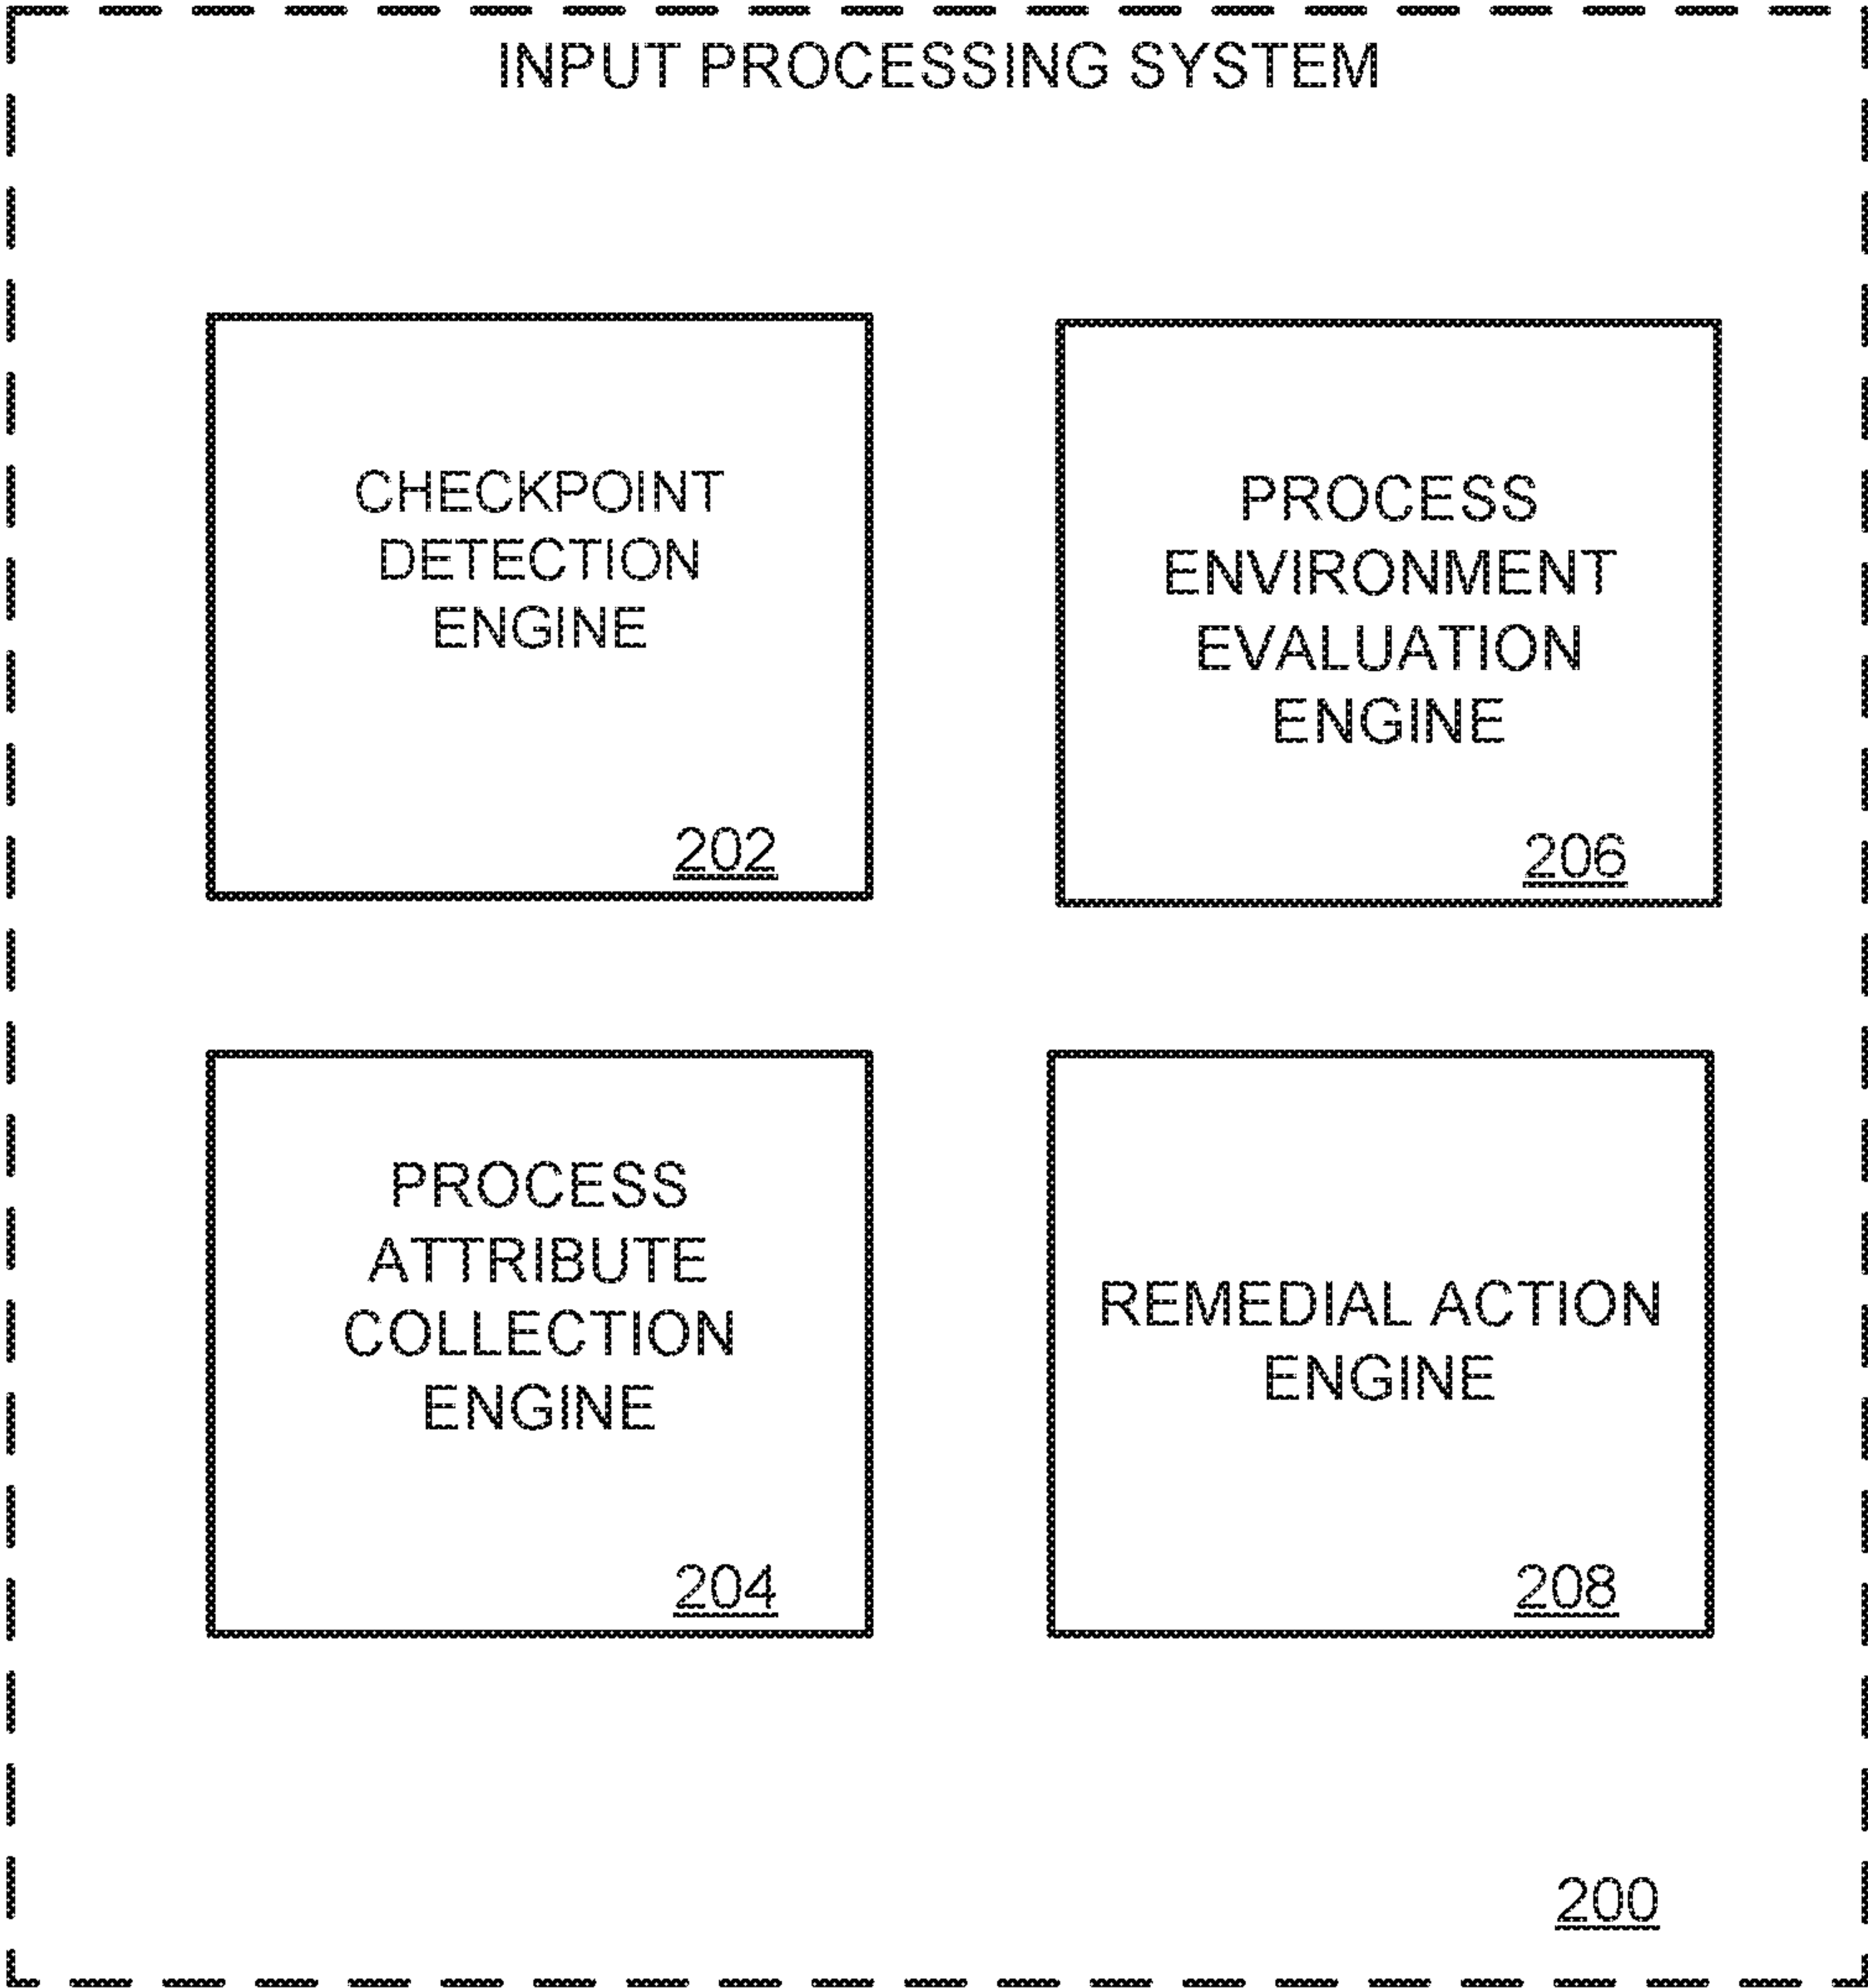 INPUT PROCESSING SYSTEM
CHECKPOINT
DETECTION
ENGINE
202
PROCESS
ENVIRONMENT
EVALUATION
ENGINE
206
PROCESS
ATTRIBUTE
COLLECTION
ENGINE
204
REMEDIAL ACTION
ENGINE
208
200